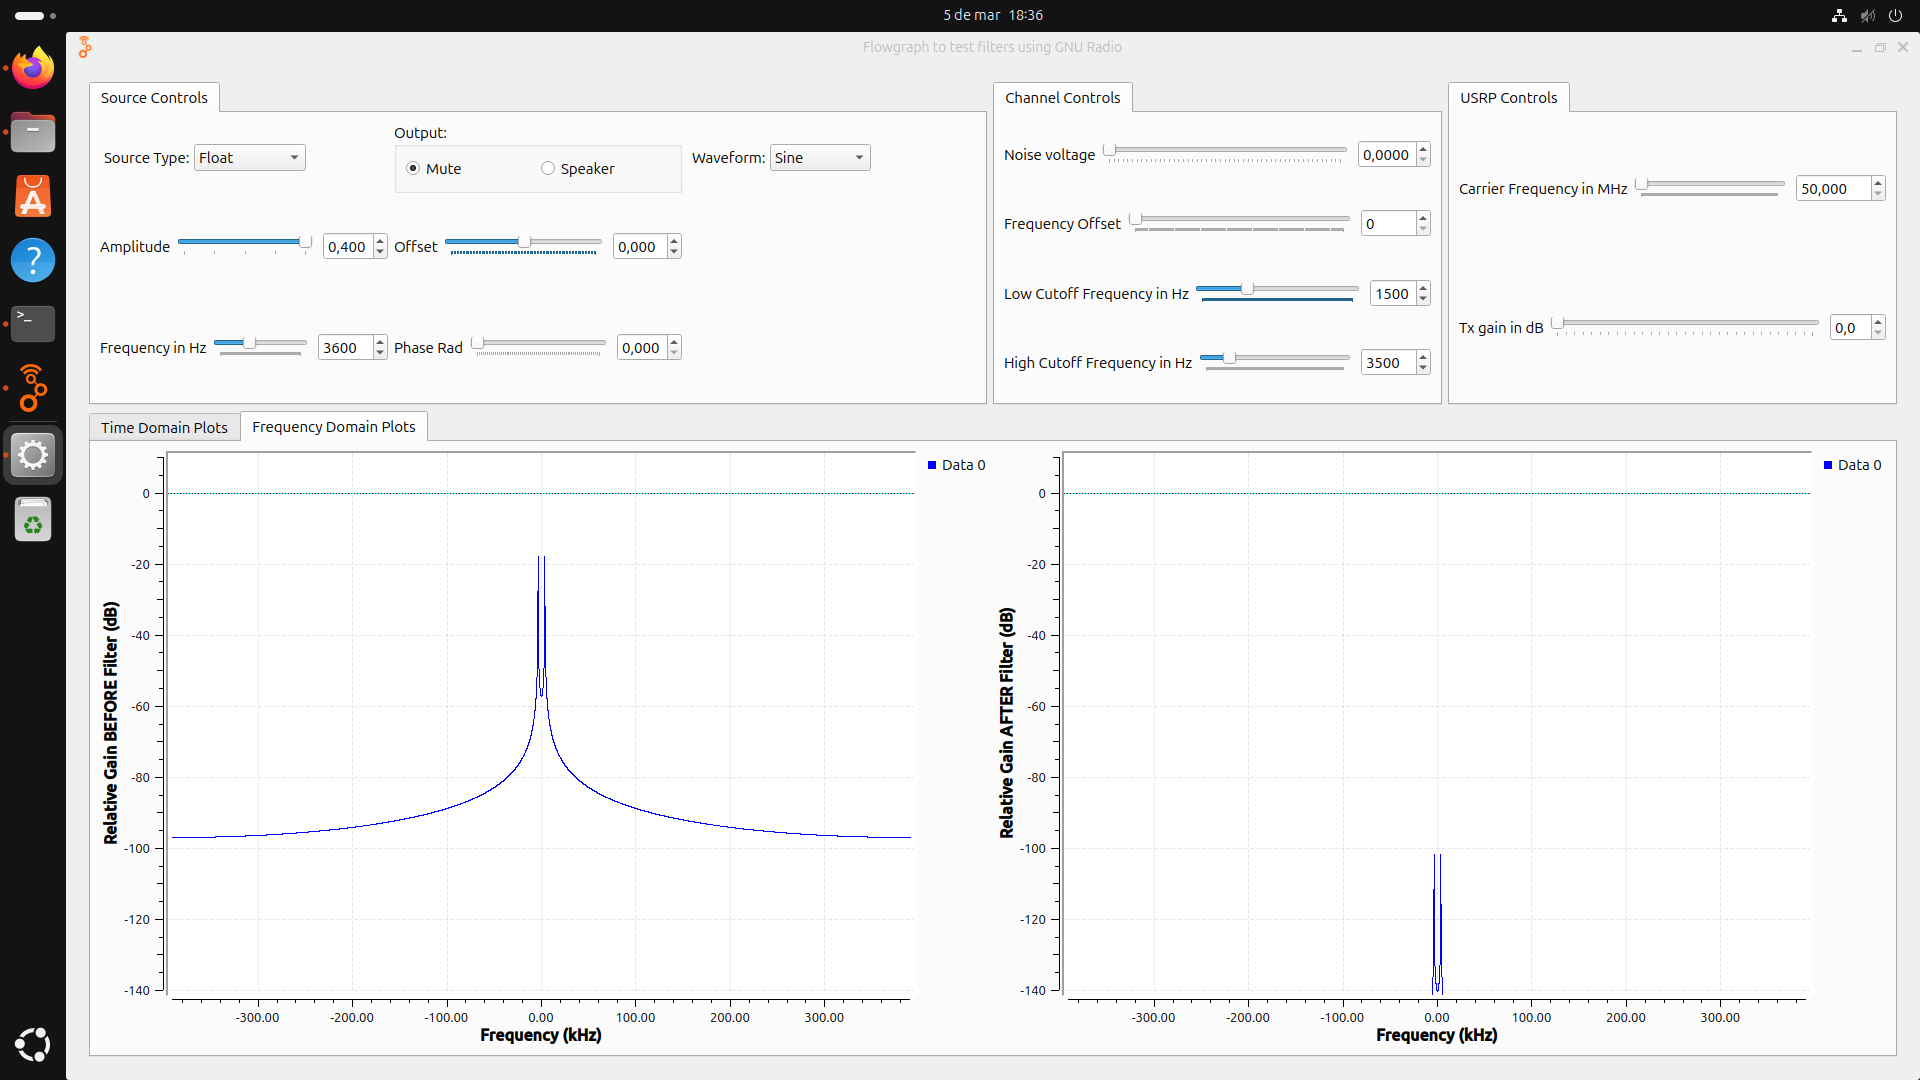 5 de mar 18:36
Flowgraph to test filters using GNU Radio
Source Controls
Source Type: Float
Output:
Mute
Speaker
Waveform: Sine
Amplitude 0,400
Offset 0,000
Frequency in Hz 3600
Phase Rad 0,000
Channel Controls
Noise voltage 0,0000
Frequency Offset 0
Low Cutoff Frequency in Hz 1500
High Cutoff Frequency in Hz 3500
USRP Controls
Carrier Frequency in MHz 50,000
Tx gain in dB 0,0
Time Domain Plots
Frequency Domain Plots
Relative Gain BEFORE Filter (dB)
0
-20
-40
-60
-80
-100
-120
-140
-300.00 -200.00 -100.00 0.00 100.00 200.00 300.00
Frequency (kHz)
Data 0
Relative Gain AFTER Filter (dB)
0
-20
-40
-60
-80
-100
-120
-140
-300.00 -200.00 -100.00 0.00 100.00 200.00 300.00
Frequency (kHz)
Data 0